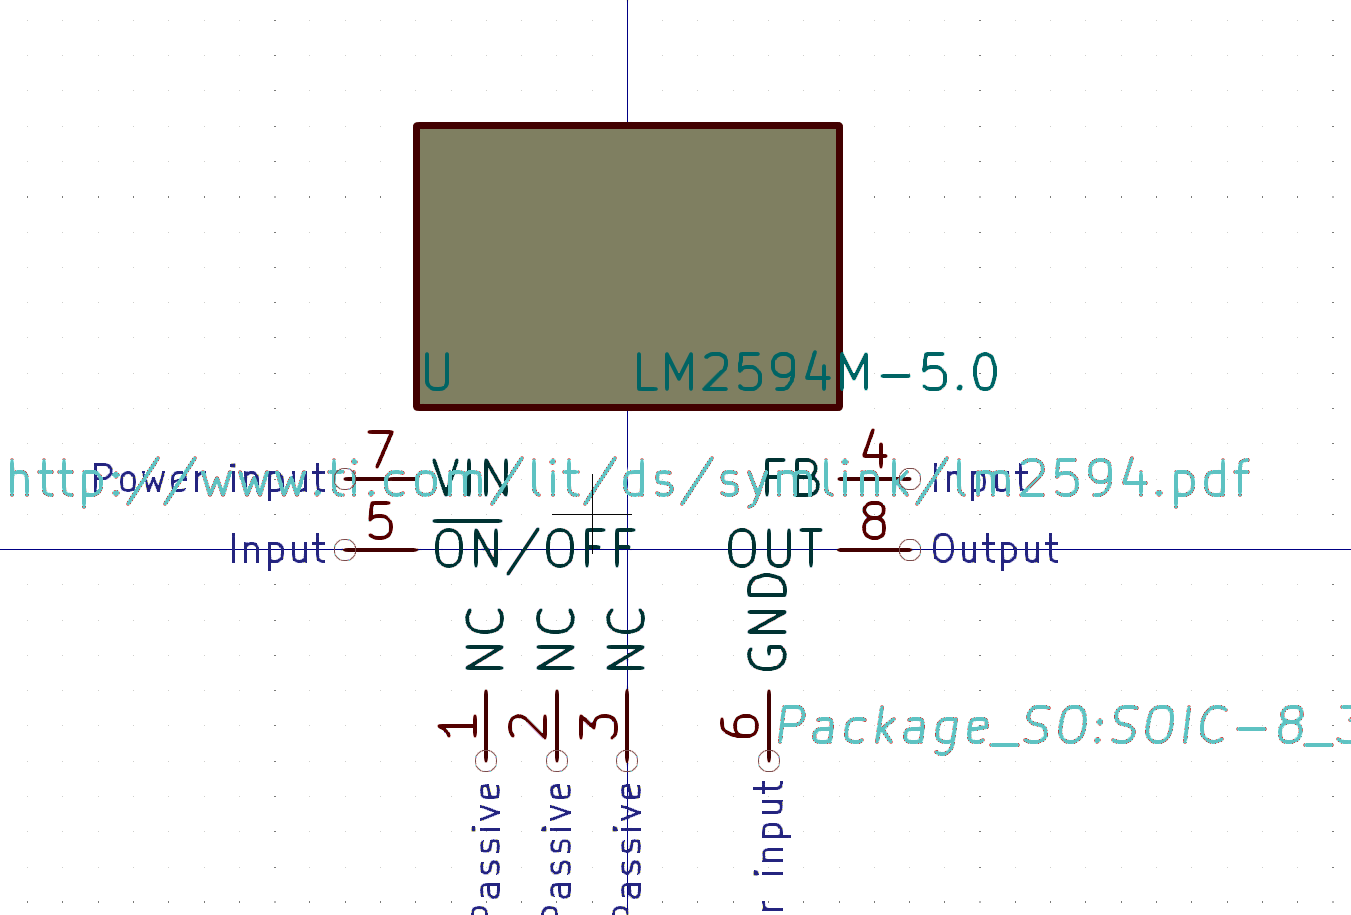 U
LM2594M-5.0
7
4
Power input
VIN
FB
Input
http://www.ti.com/lit/ds/symlink/lm2594.pdf
5
8
Input
ON/OFF
OUT
Output
NC
NC
NC
GND
1
2
3
6
Package_SO:SOIC-8_3
Passive
Passive
Passive
r input